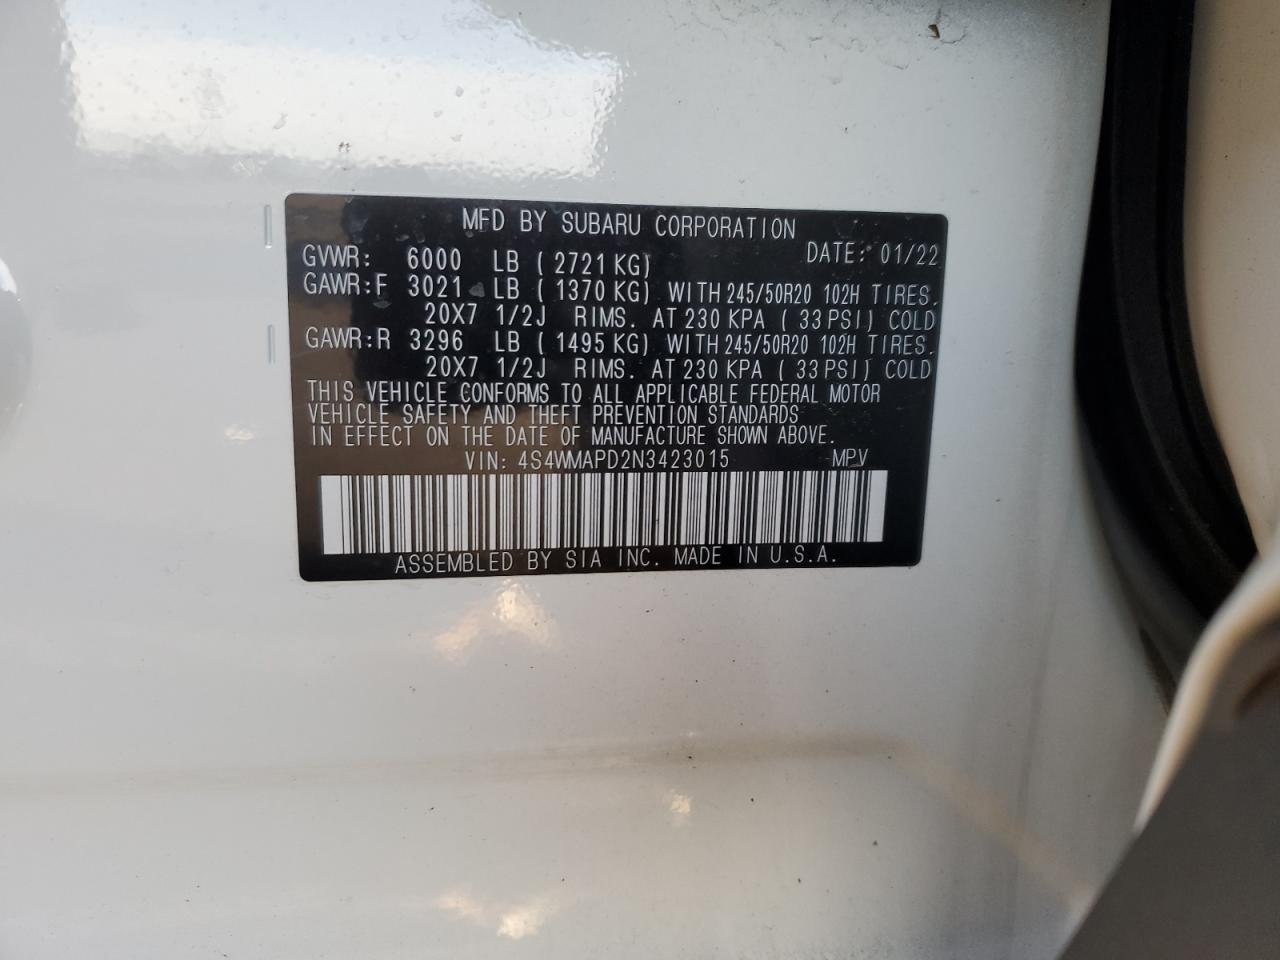 MFD BY SUBARU CORPORATION
DATE: 01/22
GVWR: 6000 LB ( 2721 KG)
GAWR:F 3021 LB ( 1370 KG) WITH 245/50R20 102H TIRES.
20X7 1/2J RIMS. AT 230 KPA ( 33 PSI) COLD
GAWR:R 3296 LB ( 1495 KG) WITH 245/50R20 102H TIRES.
20X7 1/2J RIMS. AT 230 KPA ( 33 PSI) COLD
THIS VEHICLE CONFORMS TO ALL APPLICABLE FEDERAL MOTOR
VEHICLE SAFETY AND THEFT PREVENTION STANDARDS
IN EFFECT ON THE DATE OF MANUFACTURE SHOWN ABOVE.
VIN: 4S4WMAPD2N3423015 MPV
ASSEMBLED BY SIA INC. MADE IN U.S.A.